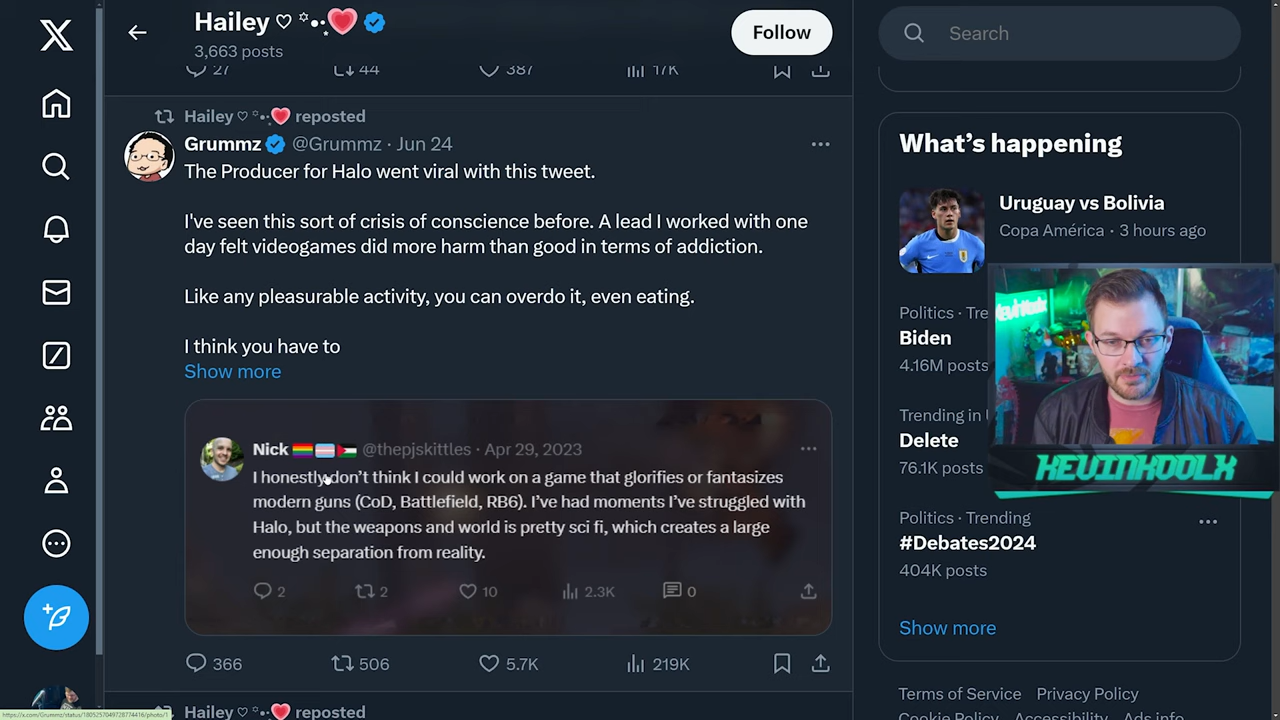 Hailey ♡
3,663 posts
Follow
Search
27 44 387 17K
Hailey ♡ reposted
Grummz @Grummz · Jun 24
The Producer for Halo went viral with this tweet.
I've seen this sort of crisis of conscience before. A lead I worked with one
day felt videogames did more harm than good in terms of addiction.
Like any pleasurable activity, you can overdo it, even eating.
I think you have to
Show more
Nick @thepjskittles · Apr 29, 2023
I honestly don't think I could work on a game that glorifies or fantasizes
modern guns (CoD, Battlefield, RB6). I've had moments I've struggled with
Halo, but the weapons and world is pretty sci fi, which creates a large
enough separation from reality.
2 2 10 2.3K 0
366 506 5.7K 219K
Hailey ♡ reposted
What's happening
Uruguay vs Bolivia
Copa América · 3 hours ago
Politics · Tre
Biden
4.16M posts
Trending in
Delete
76.1K posts
KEVINKOOLX
Politics · Trending
#Debates2024
404K posts
Show more
Terms of Service Privacy Policy
Cookie Policy Accessibility Ads info